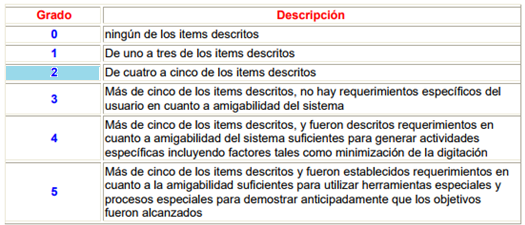 Grado Descripción
0 ningún de los items descritos
1 De uno a tres de los items descritos
2 De cuatro a cinco de los items descritos
3 Más de cinco de los items descritos, no hay requerimientos específicos del
usuario en cuanto a amigabilidad del sistema
4 Más de cinco de los items descritos, y fueron descritos requerimientos en
cuanto a amigabilidad del sistema suficientes para generar actividades
específicas incluyendo factores tales como minimización de la digitación
5 Más de cinco de los items descritos y fueron establecidos requerimientos en
cuanto a la amigabilidad suficientes para utilizar herramientas especiales y
procesos especiales para demostrar anticipadamente que los objetivos
fueron alcanzados